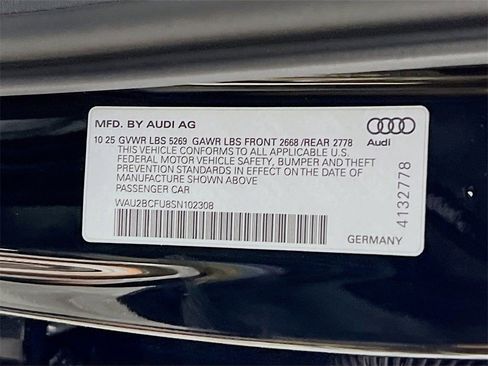 MFD. BY AUDI AG
10 25 GVWR LBS 5269 GAWR LBS FRONT 2668 /REAR 2778
THIS VEHICLE CONFORMS TO ALL APPLICABLE U.S.
FEDERAL MOTOR VEHICLE SAFETY, BUMPER AND THEFT
PREVENTION STANDARDS IN EFFECT ON THE DATE OF
MANUFACTURE SHOWN ABOVE
PASSENGER CAR
WAU2BCFU8SN102308
Audi
4132778
GERMANY